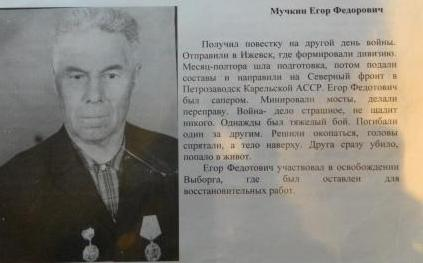 Мучкин Егор Федорович
Получил повестку на другой день войны.
Отправили в Ижевск, где формировали дивизию.
Месяц-полтора шла подготовка, потом подали
составы и направили на Северный фронт в
Петрозаводск Карельской АССР. Егор Федотович
был сапером. Минировали мосты, делали
переправу. Война- дело страшное, не щадит
никого. Однажды был тяжелый бой. Погибали
один за другим. Решили окопаться, головы
спрятали, а тело наверху. Друга сразу убило,
попало в живот.
Егор Федотович участвовал в освобождении
Выборга, где был оставлен для
восстановительных работ.